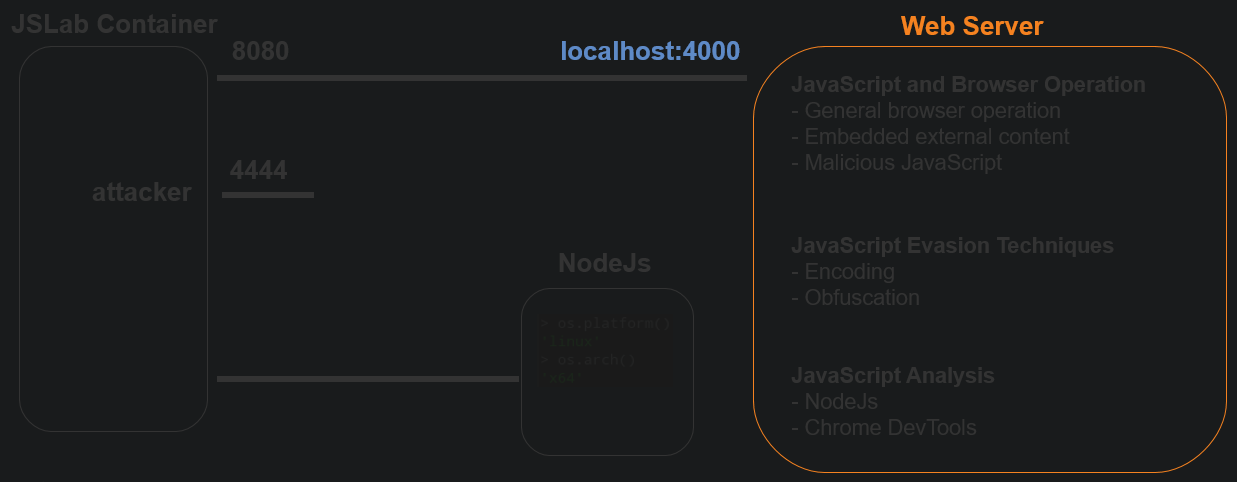 JSLab Container
Web Server
8080
localhost:4000
JavaScript and Browser Operation
- General browser operation
- Embedded external content
- Malicious JavaScript
4444
attacker
JavaScript Evasion Techniques
- Encoding
- Obfuscation
NodeJs
> os.platform()
'linux'
> os.arch()
'x64'
JavaScript Analysis
- NodeJs
- Chrome DevTools